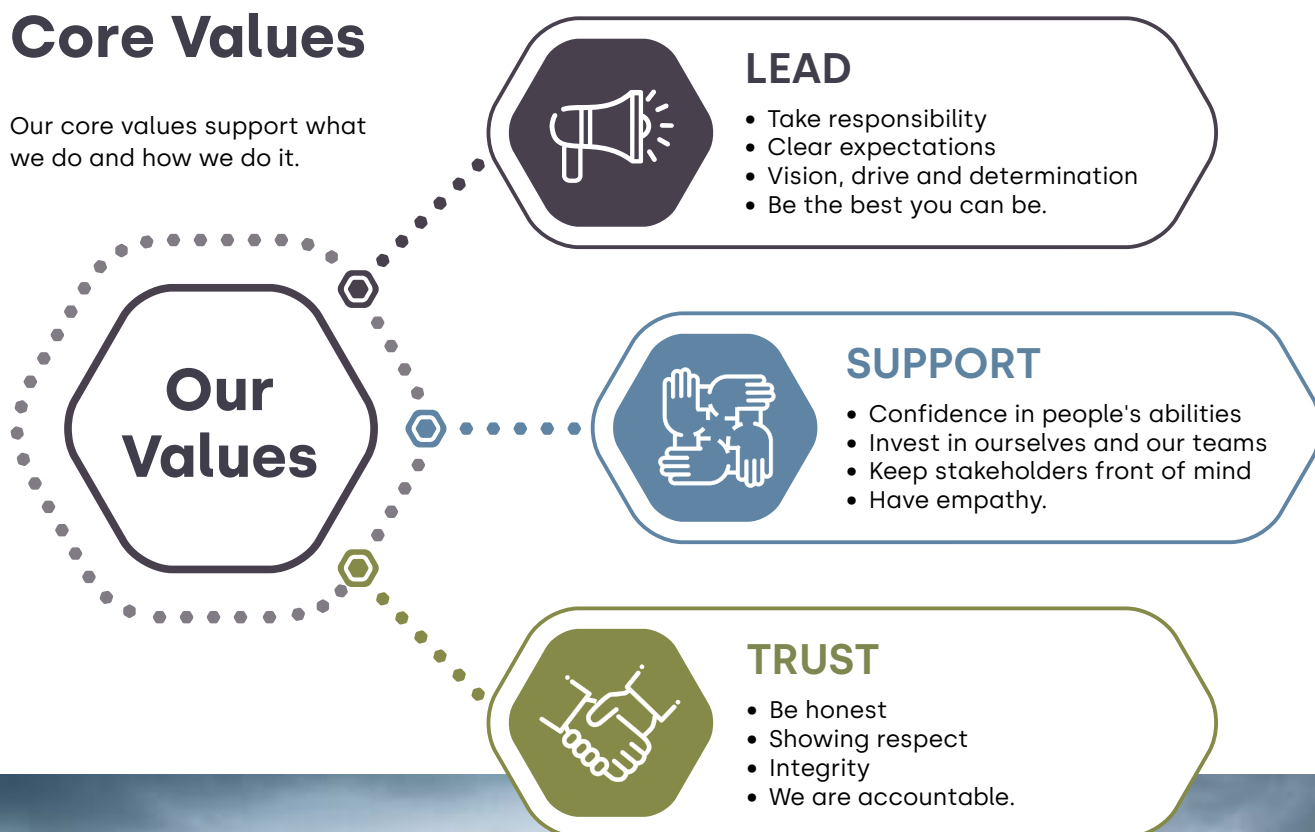 Core Values
Our core values support what
we do and how we do it.
Our
Values
LEAD
• Take responsibility
• Clear expectations
• Vision, drive and determination
• Be the best you can be.
SUPPORT
• Confidence in people's abilities
• Invest in ourselves and our teams
• Keep stakeholders front of mind
• Have empathy.
TRUST
• Be honest
• Showing respect
• Integrity
• We are accountable.